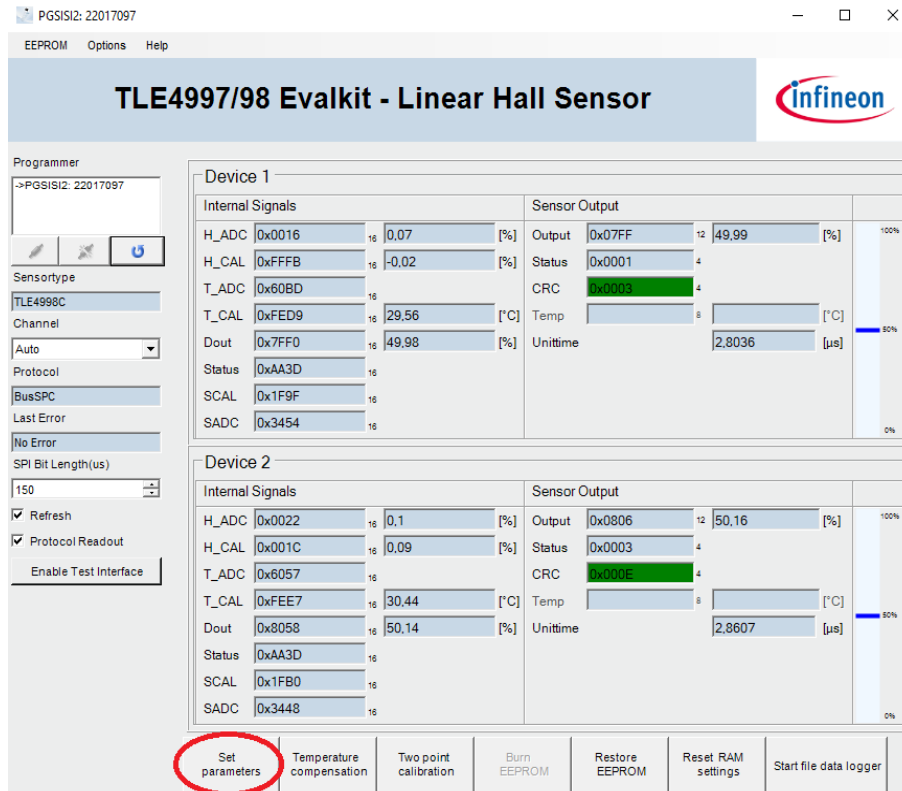 PGSISI2: 22017097
EEPROM Options Help
TLE4997/98 Evalkit - Linear Hall Sensor
infineon
Programmer
->PGSISI2: 22017097
Sensortype
TLE4998C
Channel
Auto
Protocol
BusSPC
Last Error
No Error
SPI Bit Length(us)
150
Refresh
Protocol Readout
Enable Test Interface
Device 1
Internal Signals
H_ADC 0x0016 16 0,07 [%]
H_CAL 0xFFFB 16 -0,02 [%]
T_ADC 0x60BD 16
T_CAL 0xFED9 16 29,56 [°C]
Dout 0x7FF0 16 49,98 [%]
Status 0xAA3D 16
SCAL 0x1F9F 16
SADC 0x3454 16
Sensor Output
Output 0x07FF 12 49,99 [%]
Status 0x0001 4
CRC 0x0003 4
Temp 8 [°C]
Unittime 2,8036 [µs]
100%
50%
0%
Device 2
Internal Signals
H_ADC 0x0022 16 0,1 [%]
H_CAL 0x001C 16 0,09 [%]
T_ADC 0x6057 16
T_CAL 0xFEE7 16 30,44 [°C]
Dout 0x8058 16 50,14 [%]
Status 0xAA3D 16
SCAL 0x1FB0 16
SADC 0x3448 16
Sensor Output
Output 0x0806 12 50,16 [%]
Status 0x0003 4
CRC 0x000E 4
Temp 8 [°C]
Unittime 2,8607 [µs]
100%
50%
0%
Set
parameters
Temperature
compensation
Two point
calibration
Burn
EEPROM
Restore
EEPROM
Reset RAM
settings
Start file data logger